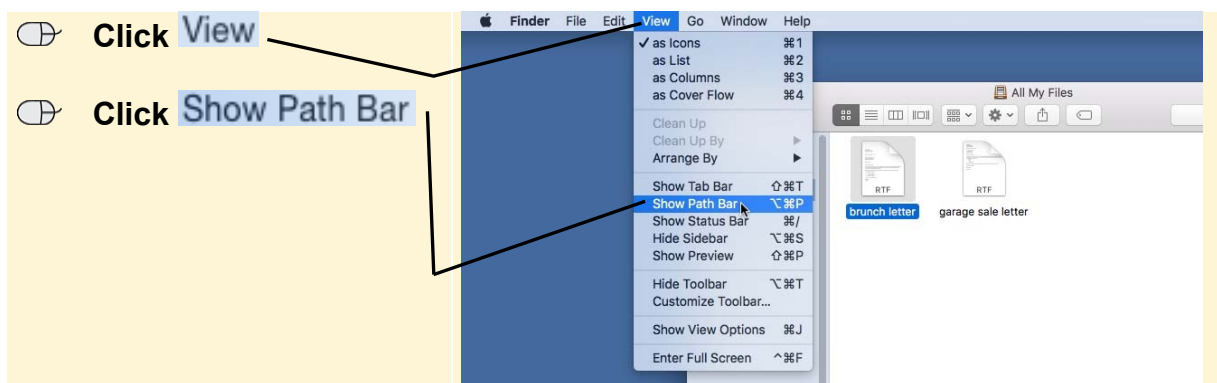 Click View
Click Show Path Bar
Finder File Edit View Go Window Help
✓ as Icons ⌘1
as List ⌘2
as Columns ⌘3
as Cover Flow ⌘4
Clean Up
Clean Up By ▶
Arrange By ▶
Show Tab Bar ⇧⌘T
Show Path Bar ⌥⌘P
Show Status Bar ⌘/
Hide Sidebar ⌥⌘S
Show Preview ⇧⌘P
Hide Toolbar ⌥⌘T
Customize Toolbar...
Show View Options ⌘J
Enter Full Screen ^⌘F
All My Files
RTF RTF
brunch letter garage sale letter